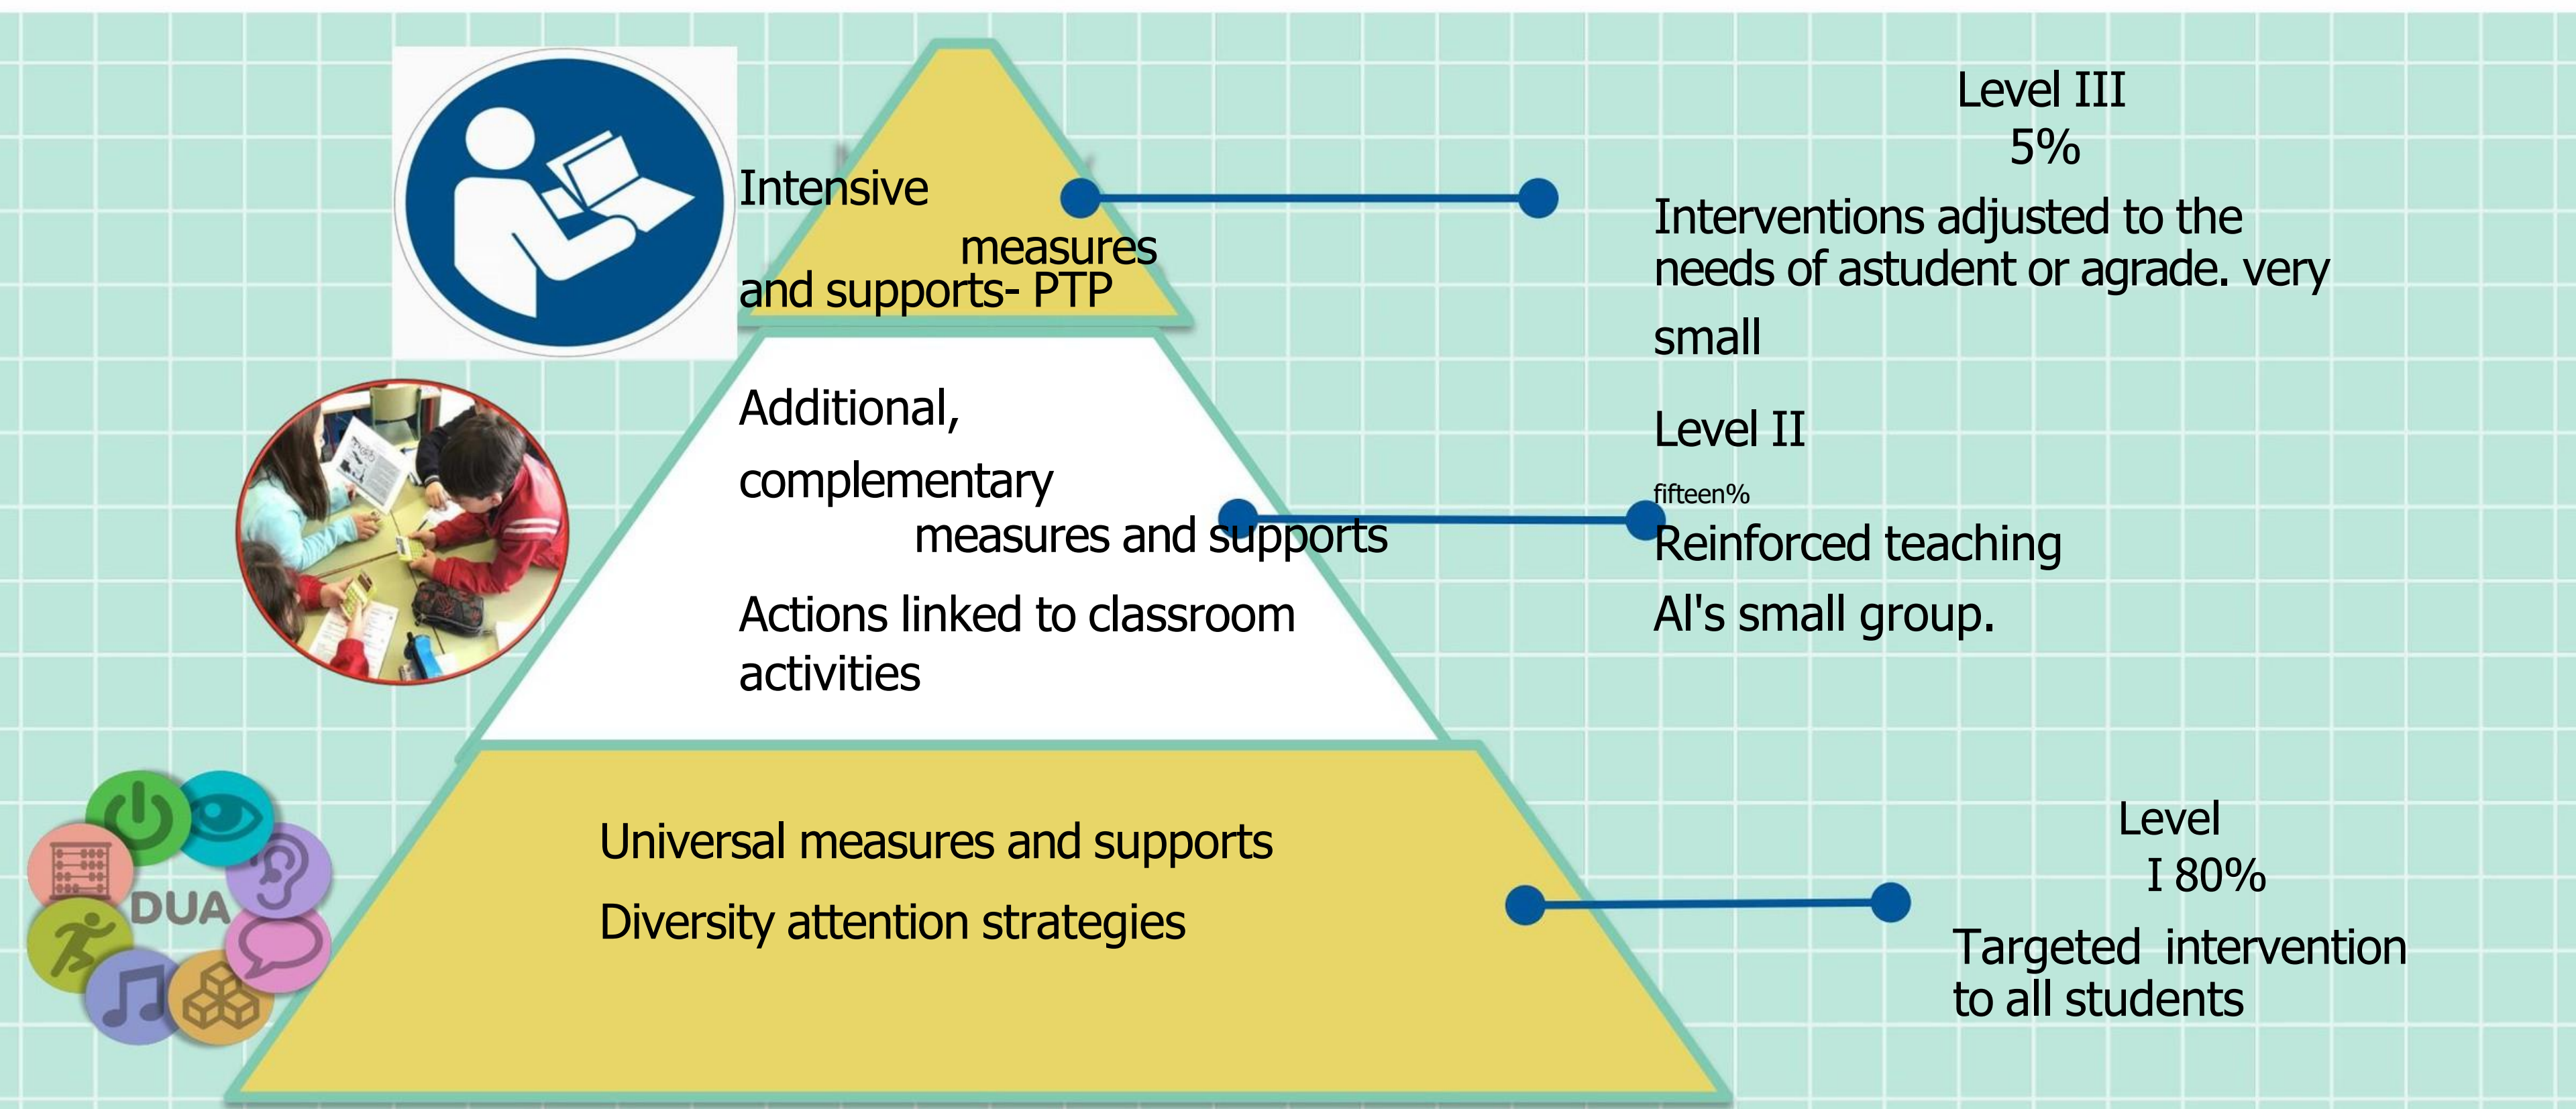 Intensive
measures
and supports- PTP
Level III
5%
Interventions adjusted to the
needs of astudent or agrade. very
small
Additional,
complementary
measures and supports
Actions linked to classroom
activities
Level II
fifteen%
Reinforced teaching
Al's small group.
DUA
Universal measures and supports
Diversity attention strategies
Level
I 80%
Targeted intervention
to all students